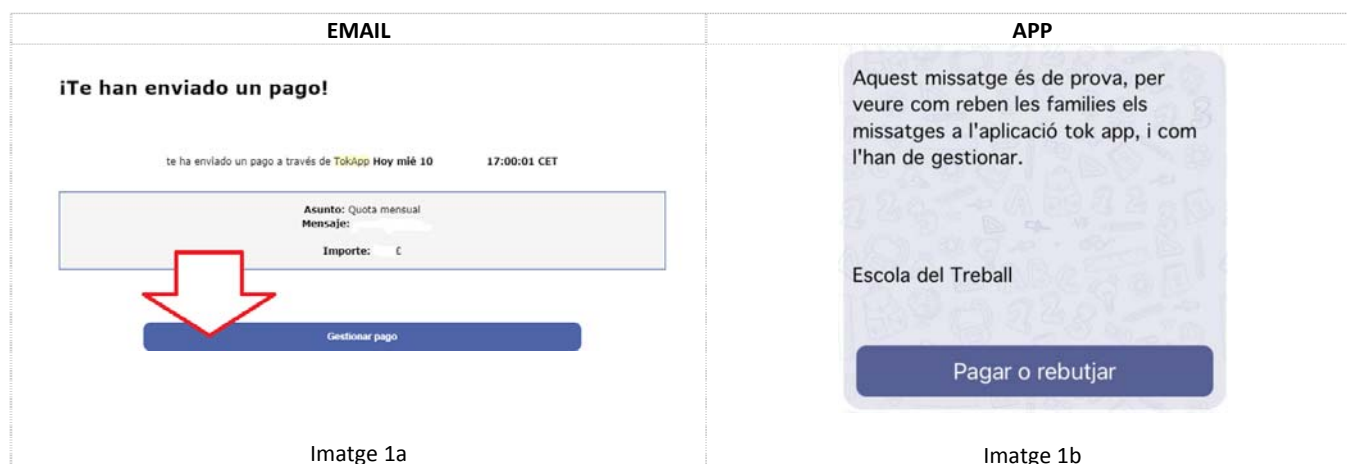 EMAIL
¡Te han enviado un pago!
te ha enviado un pago a través de TokApp Hoy mié 10 17:00:01 CET
Asunto: Quota mensual
Mensaje:
Importe: £
Gestionar pago
Imatge 1a
APP
Aquest missatge és de prova, per
veure com reben les families els
missatges a l'aplicació tok app, i com
l'han de gestionar.
Escola del Treball
Pagar o rebutjar
Imatge 1b